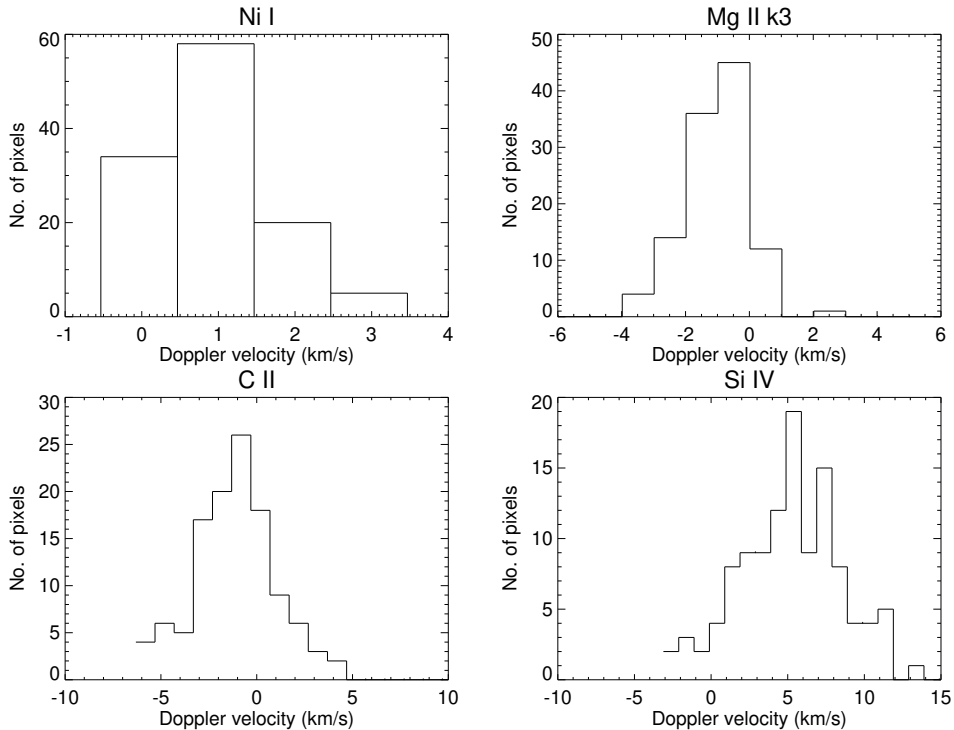 Ni I
60
40
20
0
No. of pixels
-1 0 1 2 3 4
Doppler velocity (km/s)
Mg II k3
50
40
30
20
10
0
No. of pixels
-6 -4 -2 0 2 4 6
Doppler velocity (km/s)
C II
30
25
20
15
10
5
0
No. of pixels
-10 -5 0 5 10
Doppler velocity (km/s)
Si IV
20
15
10
5
0
No. of pixels
-10 -5 0 5 10 15
Doppler velocity (km/s)